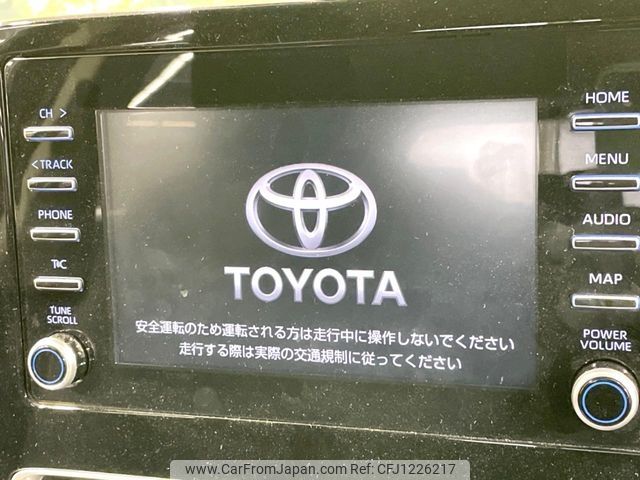 CH >
<TRACK
PHONE
T/C
TUNE
SCROLL
TOYOTA
安全運転のため運転される方は走行中に操作しないでください
走行する際は実際の交通規制に従ってください
HOME
MENU
AUDIO
MAP
POWER
VOLUME
www.CarFromJapan.com CFJ1226217